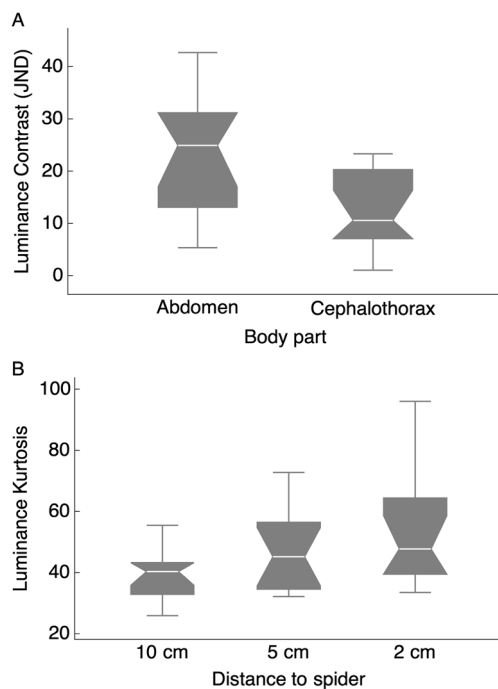 A
Luminance Contrast (JND)
40
30
20
10
0
Abdomen Cephalothorax
Body part
B
Luminance Kurtosis
100
80
60
40
20
10 cm 5 cm 2 cm
Distance to spider